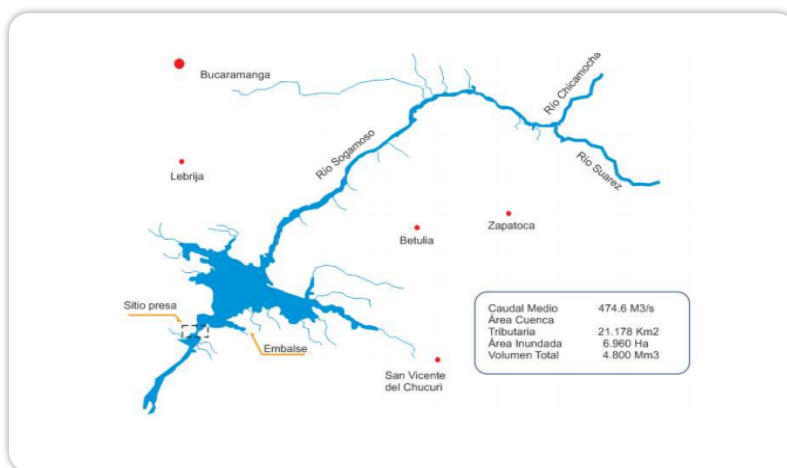 Bucaramanga
Río Chicamocha
Río Sogamoso
Río Suarez
Lebrija
Zapatoca
Betulia
Sitio presa
Embalse
San Vicente
del Chucurí
Caudal Medio 474.6 M3/s
Área Cuenca
Tributaria 21.178 Km2
Área Inundada 6.960 Ha
Volumen Total 4.800 Mm3